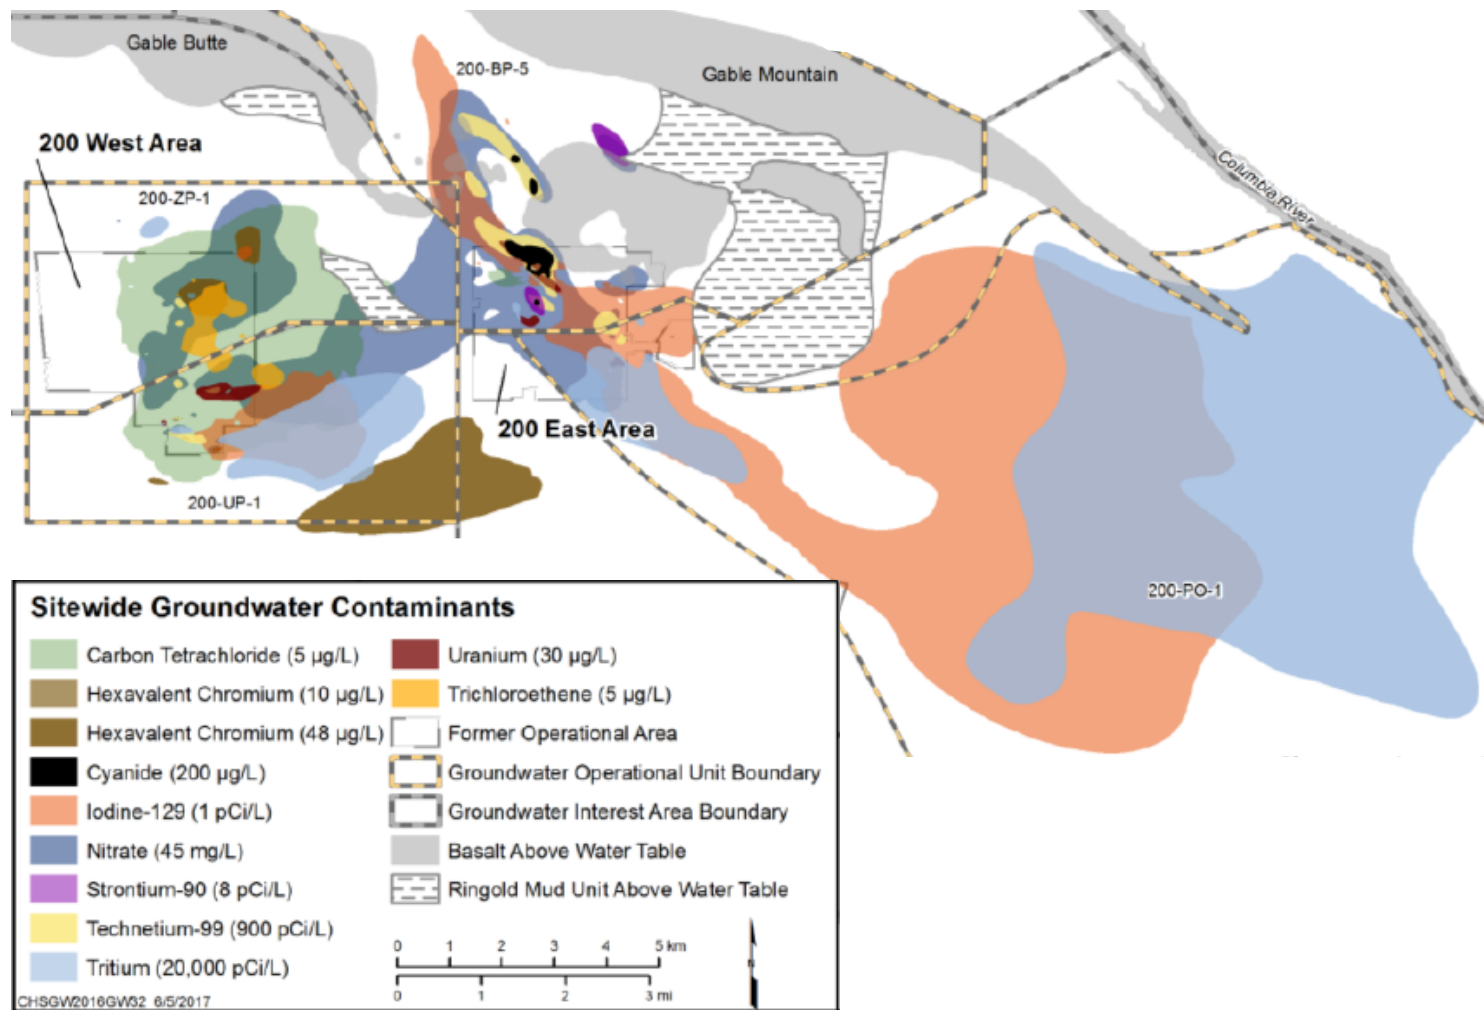 Gable Butte
200-BP-5
Gable Mountain
200 West Area
Columbia River
200-ZP-1
200 East Area
200-UP-1
200-PO-1
Sitewide Groundwater Contaminants
Carbon Tetrachloride (5 µg/L)
Hexavalent Chromium (10 µg/L)
Hexavalent Chromium (48 µg/L)
Cyanide (200 µg/L)
Iodine-129 (1 pCi/L)
Nitrate (45 mg/L)
Strontium-90 (8 pCi/L)
Technetium-99 (900 pCi/L)
Tritium (20,000 pCi/L)
Uranium (30 µg/L)
Trichloroethene (5 µg/L)
Former Operational Area
Groundwater Operational Unit Boundary
Groundwater Interest Area Boundary
Basalt Above Water Table
Ringold Mud Unit Above Water Table
0 1 2 3 4 5 km
0 1 2 3 mi
N
CHSGW2016GW32 6/5/2017